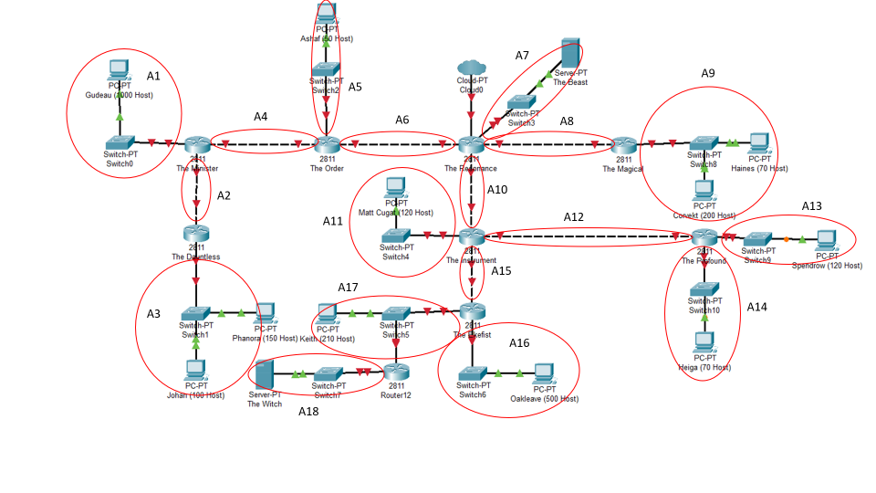 PC-PT
Ashaf (50 Host)
Switch-PT
Switch2
A5
A1
PC-PT
Gudeau (1000 Host)
Switch-PT
Switch0
A4
2811
The Minister
2811
The Order
A6
Cloud-PT
Cloud0
A7
Server-PT
The Beast
Switch-PT
Switch3
A8
2811
2811
The Magical
A9
Switch-PT
Switch8
PC-PT
Haines (70 Host)
PC-PT
Corvekt (200 Host)
A2
2811
The Dauntless
A10
A11
PC-PT
Matt Cugat (120 Host)
Switch-PT
Switch4
2811
The Instrument
A12
2811
The Profound
A13
Switch-PT
Switch9
PC-PT
Spendrow (120 Host)
A3
Switch-PT
Switch1
PC-PT
Phanora (150 Host)
PC-PT
Johan (100 Host)
A15
A17
PC-PT
Keith (210 Host)
Switch-PT
Switch5
2811
A14
Switch-PT
Switch10
PC-PT
Heiga (70 Host)
A16
Switch-PT
Switch6
PC-PT
Oakleave (500 Host)
Server-PT
The Witch
Switch-PT
Switch7
2811
Router12
A18